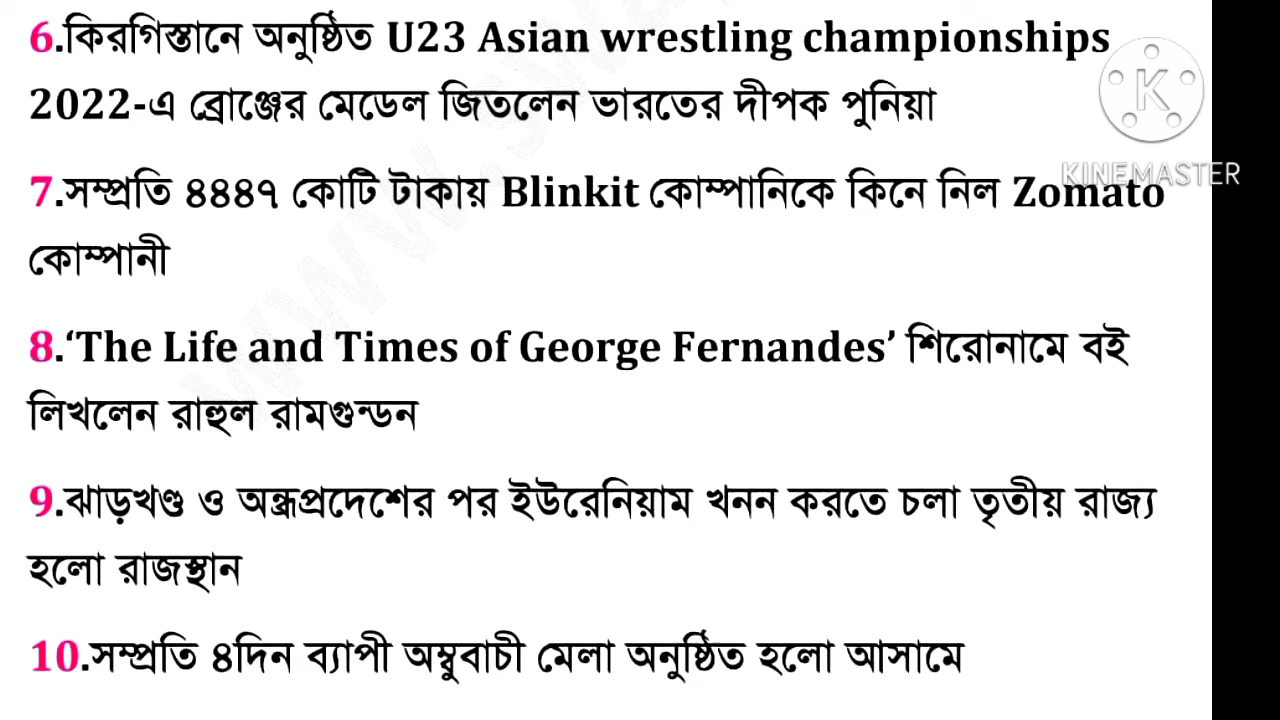 6.কিরগিস্তানে অনুষ্ঠিত U23 Asian wrestling championships
2022-এ ব্রোঞ্জের মেডেল জিতলেন ভারতের দীপক পুনিয়া
K
KINEMASTER
7.সম্প্রতি ৪৪৪৭ কোটি টাকায় Blinkit কোম্পানিকে কিনে নিল Zomato
কোম্পানী
8.‘The Life and Times of George Fernandes’ শিরোনামে বই
লিখলেন রাহুল রামগুন্ডন
9.ঝাড়খণ্ড ও অন্ধ্রপ্রদেশের পর ইউরেনিয়াম খনন করতে চলা তৃতীয় রাজ্য
হলো রাজস্থান
10.সম্প্রতি ৪দিন ব্যাপী অম্বুবাচী মেলা অনুষ্ঠিত হলো আসামে